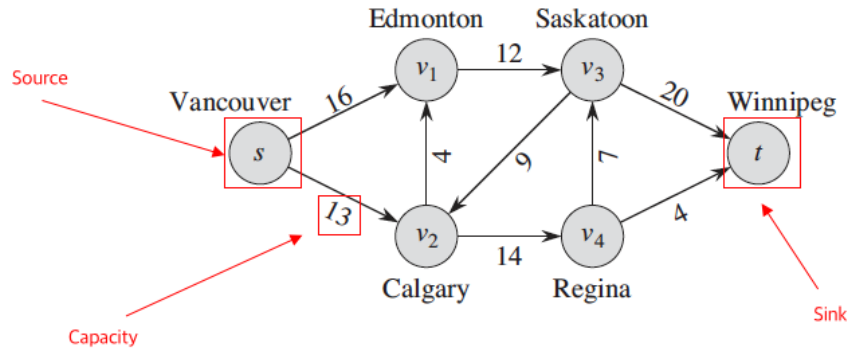 Edmonton
Saskatoon
Source
v1
12
v3
Vancouver
16
20
Winnipeg
s
4
9
7
t
13
4
v2
14
v4
Calgary
Regina
Capacity
Sink